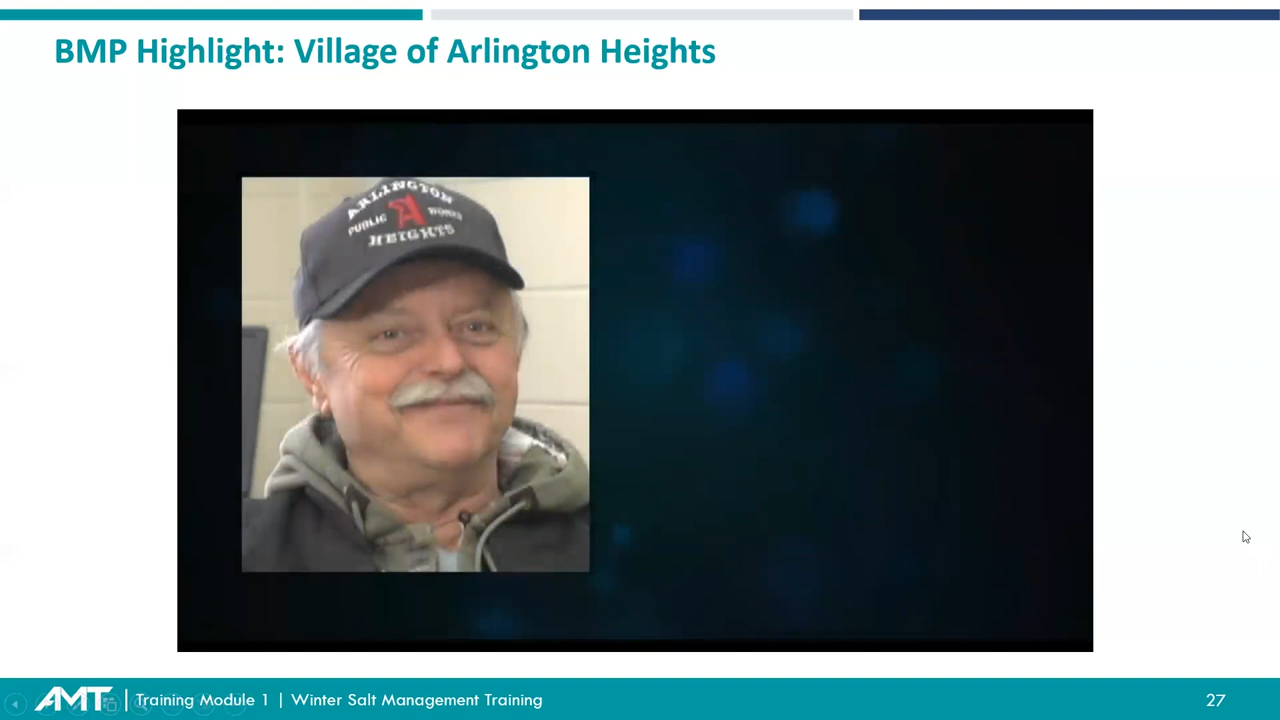 BMP Highlight: Village of Arlington Heights
ARLINGTON
PUBLIC A WORKS
HEIGHTS
AMT | Training Module 1 | Winter Salt Management Training
27